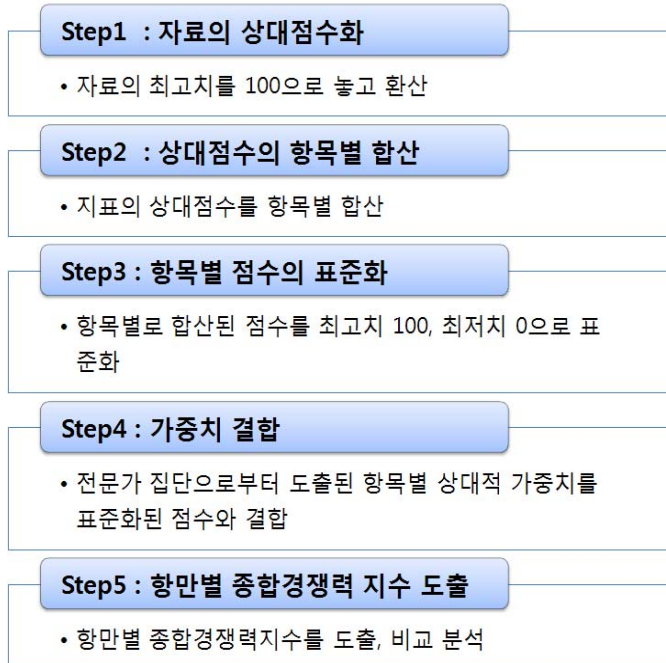 Step1 : 자료의 상대점수화
• 자료의 최고치를 100으로 놓고 환산
Step2 : 상대점수의 항목별 합산
• 지표의 상대점수를 항목별 합산
Step3 : 항목별 점수의 표준화
• 항목별로 합산된 점수를 최고치 100, 최저치 0으로 표
준화
Step4 : 가중치 결합
• 전문가 집단으로부터 도출된 항목별 상대적 가중치를
표준화된 점수와 결합
Step5 : 항만별 종합경쟁력 지수 도출
• 항만별 종합경쟁력지수를 도출, 비교 분석